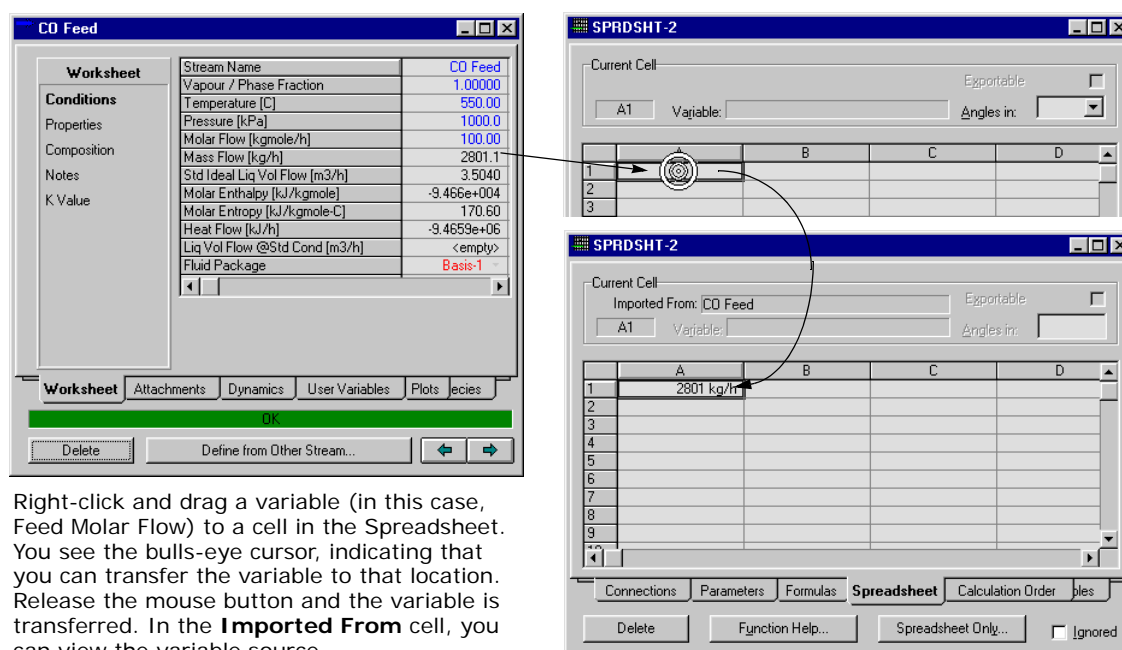 CO Feed
Worksheet
Conditions
Properties
Composition
Notes
K Value
Stream Name CO Feed
Vapour / Phase Fraction 1.00000
Temperature [C] 550.00
Pressure [kPa] 1000.0
Molar Flow [kgmole/h] 100.00
Mass Flow [kg/h] 2801.1
Std Ideal Liq Vol Flow [m3/h] 3.5040
Molar Enthalpy [kJ/kgmole] -9.466e+004
Molar Entropy [kJ/kgmole-C] 170.60
Heat Flow [kJ/h] -9.4659e+06
Liq Vol Flow @Std Cond [m3/h] <empty>
Fluid Package Basis-1
Worksheet Attachments Dynamics User Variables Plots ecies
OK
Delete Define from Other Stream...
Right-click and drag a variable (in this case,
Feed Molar Flow) to a cell in the Spreadsheet.
You see the bulls-eye cursor, indicating that
you can transfer the variable to that location.
Release the mouse button and the variable is
transferred. In the Imported From cell, you
can view the variable source.
SPRDSHT-2
Current Cell
Exportable
A1 Variable: Angles in:
A B C D
1
2
3
SPRDSHT-2
Current Cell
Imported From: CO Feed Exportable
A1 Variable: Angles in:
A B C D
1 2801 kg/h
2
3
4
5
6
7
8
9
10
Connections Parameters Formulas Spreadsheet Calculation Order bles
Delete Function Help... Spreadsheet Only... Ignored